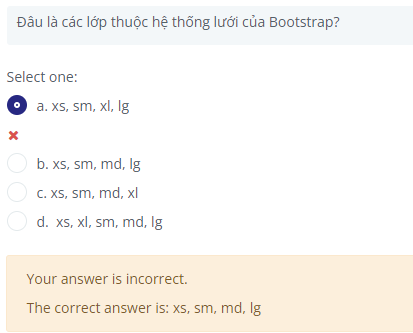 Đâu là các lớp thuộc hệ thống lưới của Bootstrap?
Select one:
a. xs, sm, xl, lg
b. xs, sm, md, lg
c. xs, sm, md, xl
d. xs, xl, sm, md, lg
Your answer is incorrect.
The correct answer is: xs, sm, md, lg